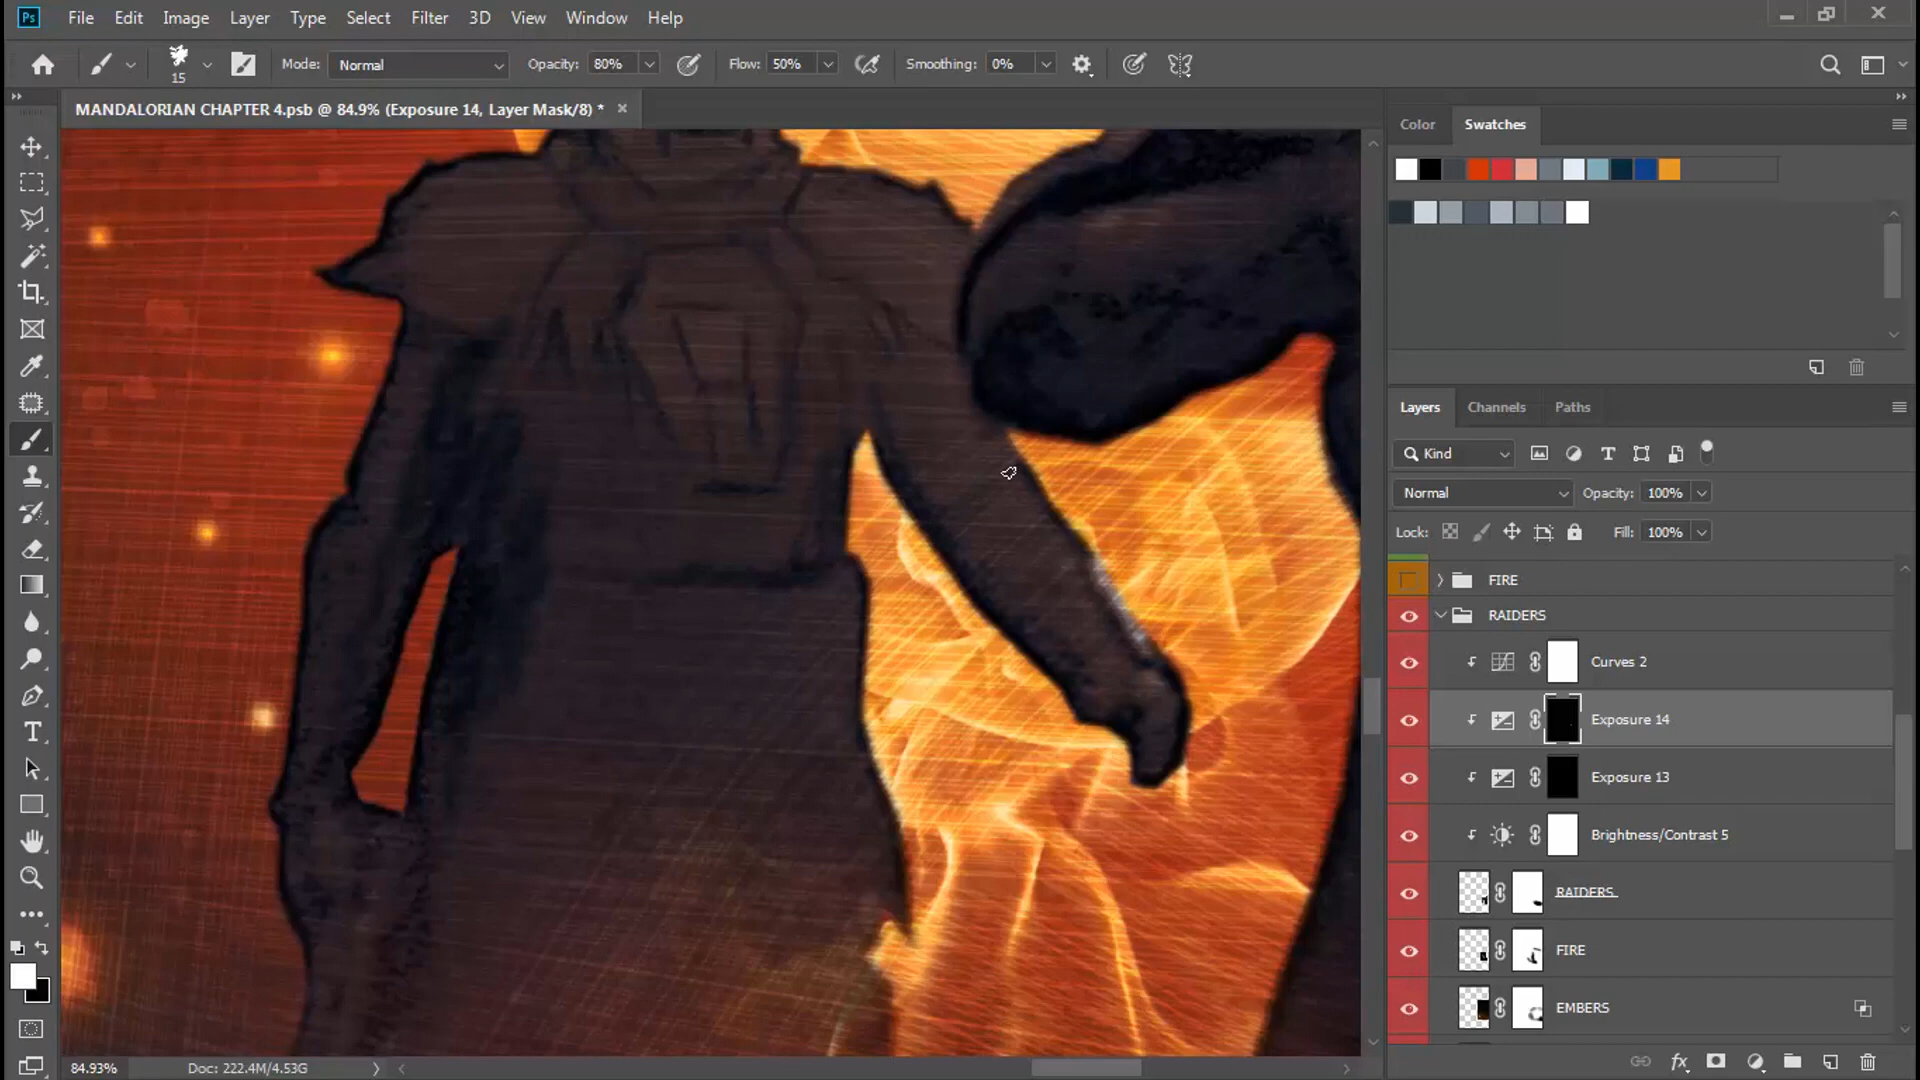 Ps File Edit Image Layer Type Select Filter 3D View Window Help
15 Mode: Normal Opacity: 80% Flow: 50% Smoothing: 0%
MANDALORIAN CHAPTER 4.psb @ 84.9% (Exposure 14, Layer Mask/8) *
Color Swatches
Layers Channels Paths
Kind
Normal Opacity: 100%
Lock: Fill: 100%
FIRE
RAIDERS
Curves 2
Exposure 14
Exposure 13
Brightness/Contrast 5
RAIDERS
FIRE
EMBERS
fx
84.93% Doc: 222.4M/4.53G